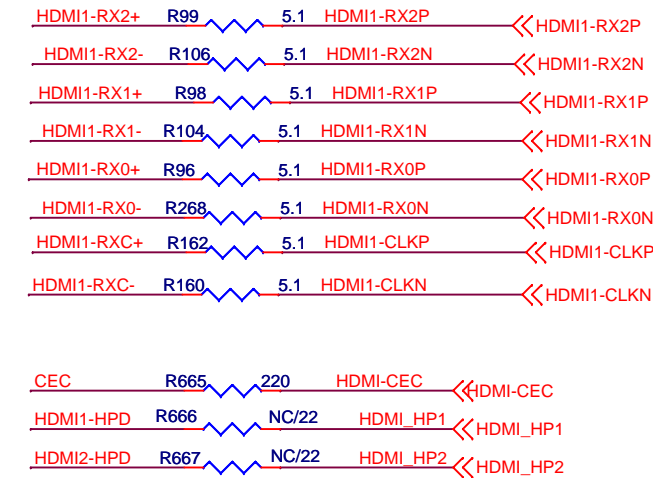 HDMI1-RX2+ R99 5.1 HDMI1-RX2P HDMI1-RX2P
HDMI1-RX2- R106 5.1 HDMI1-RX2N HDMI1-RX2N
HDMI1-RX1+ R98 5.1 HDMI1-RX1P HDMI1-RX1P
HDMI1-RX1- R104 5.1 HDMI1-RX1N HDMI1-RX1N
HDMI1-RX0+ R96 5.1 HDMI1-RX0P HDMI1-RX0P
HDMI1-RX0- R268 5.1 HDMI1-RX0N HDMI1-RX0N
HDMI1-RXC+ R162 5.1 HDMI1-CLKP HDMI1-CLKP
HDMI1-RXC- R160 5.1 HDMI1-CLKN HDMI1-CLKN
CEC R665 220 HDMI-CEC HDMI-CEC
HDMI1-HPD R666 NC/22 HDMI_HP1 HDMI_HP1
HDMI2-HPD R667 NC/22 HDMI_HP2 HDMI_HP2